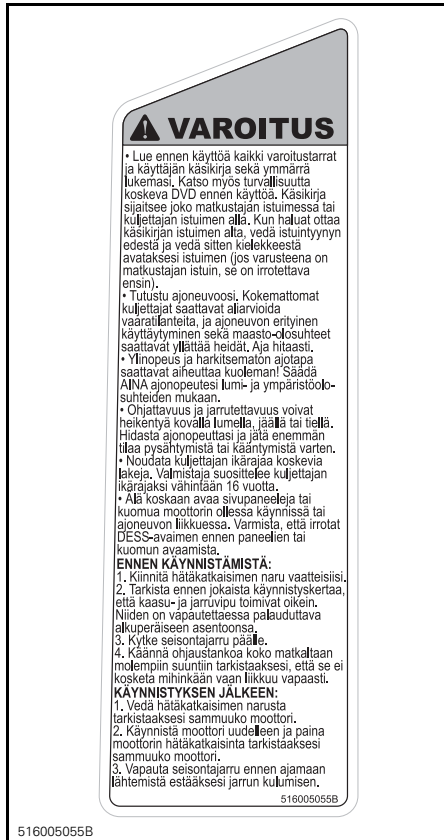 VAROITUS
• Lue ennen käyttöä kaikki varoitustarrat
ja käyttäjän käsikirja sekä ymmärrä
lukemasi. Katso myös turvallisuutta
koskeva DVD ennen käyttöä. Käsikirja
sijaitsee joko matkustajan istuimessa tai
kuljettajan istuimen alla. Kun haluat ottaa
käsikirjan istuimen alta, vedä istuintyynyn
edestä ja vedä sitten kielekkeestä
avataksesi istuimen (jos varusteena on
matkustajan istuin, se on irrotettava
ensin).
• Tutustu ajoneuvoosi. Kokemattomat
kuljettajat saattavat aliarvioida
vaaratilanteita, ja ajoneuvon erityinen
käyttäytyminen sekä maasto-olosuhteet
saattavat yllättää heidät. Aja hitaasti.
• Ylinopeus ja harkitsematon ajotapa
saattavat aiheuttaa kuoleman! Säädä
AINA ajonopeutesi lumi- ja ympäristöolo-
suhteiden mukaan.
• Ohjattavuus ja jarrutettavuus voivat
heikentyä kovalla lumella, jäällä tai tiellä.
Hidasta ajonopeuttasi ja jätä enemmän
tilaa pysähtymistä tai kääntymistä varten.
• Noudata kuljettajan ikärajaa koskevia
lakeja. Valmistaja suosittelee kuljettajan
ikärajaksi vähintään 16 vuotta.
• Älä koskaan avaa sivupaneeleja tai
kuomua moottorin ollessa käynnissä tai
ajoneuvon liikkuessa. Varmista, että irrotat
DESS-avaimen ennen paneelien tai
kuomun avaamista.
ENNEN KÄYNNISTÄMISTÄ:
1. Kiinnitä hätäkatkaisimen naru vaatteisiisi.
2. Tarkista ennen jokaista käynnistyskertaa,
että kaasu- ja jarruvipu toimivat oikein.
Niiden on vapautettaessa palauduttava
alkuperäiseen asentoonsa.
3. Kytke seisontajarru päälle.
4. Käännä ohjaustankoa koko matkaltaan
molempiin suuntiin tarkistaaksesi, että se ei
kosketa mihinkään vaan liikkuu vapaasti.
KÄYNNISTYKSEN JÄLKEEN:
1. Vedä hätäkatkaisimen narusta
tarkistaaksesi sammuuko moottori.
2. Käynnistä moottori uudelleen ja paina
moottorin hätäkatkaisinta tarkistaaksesi
sammuuko moottori.
3. Vapauta seisontajarru ennen ajamaan
lähtemistä estääksesi jarrun kulumisen.
516005055B
516005055B